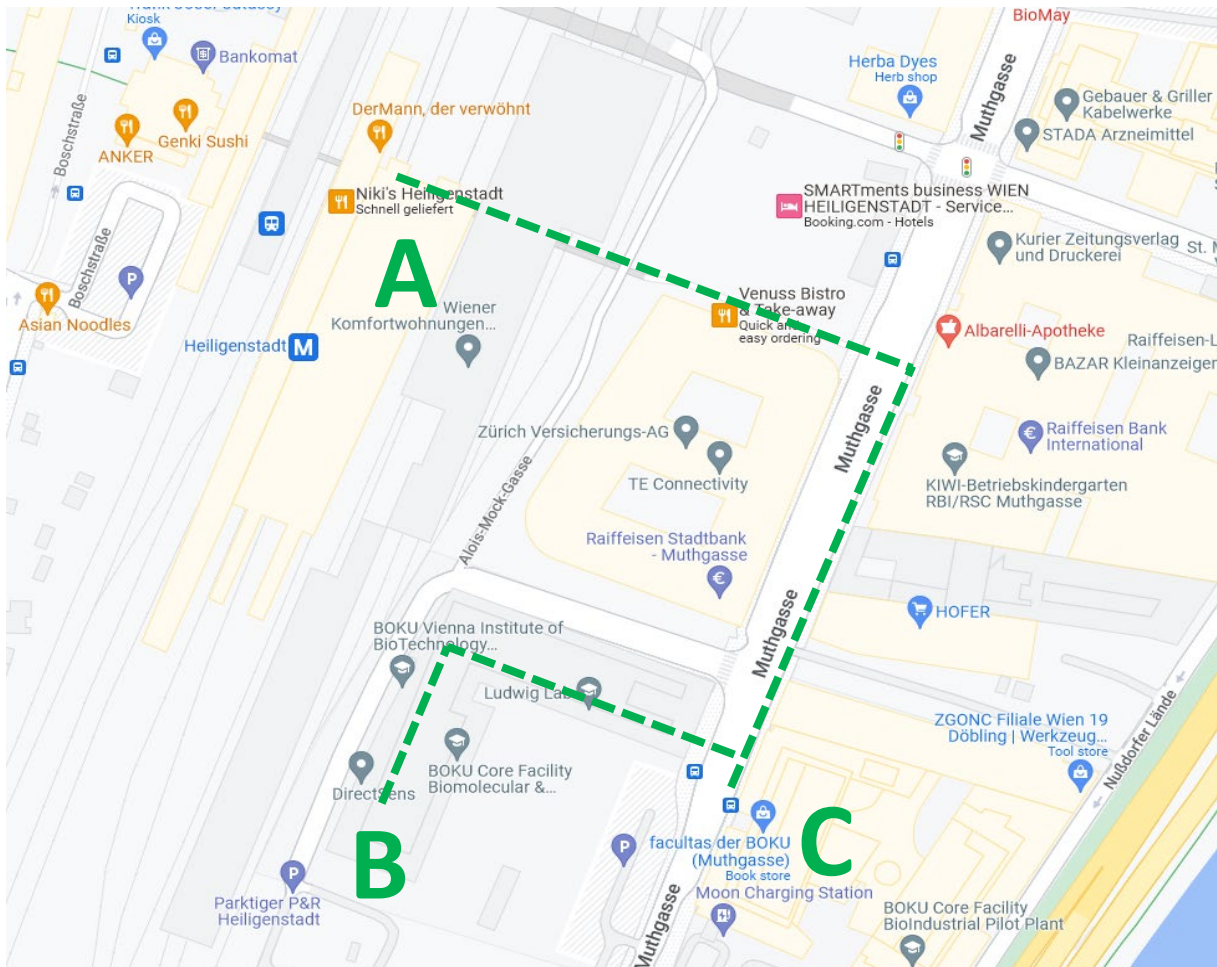 Kiosk
Bankomat
BioMay
Muthgasse
Herba Dyes
Herb shop
Gebauer & Griller
Kabelwerke
STADA Arzneimittel
DerMann, der verwöhnt
Boschstraße
ANKER
Genki Sushi
Niki's Heiligenstadt
Schnell geliefert
SMARTments business WIEN
HEILIGENSTADT - Service...
Booking.com - Hotels
Kurier Zeitungsverlag
und Druckerei
St. M
Boschstraße
P
A
Asian Noodles
Wiener
Komfortwohnungen...
Venuss Bistro
& Take-away
Quick and
easy ordering
Albarelli-Apotheke
Raiffeisen-L
BAZAR Kleinanzeigen
Heiligenstadt
M
Muthgasse
Zürich Versicherungs-AG
Raiffeisen Bank
International
TE Connectivity
KIWI-Betriebskindergarten
RBI/RSC Muthgasse
Alois-Mock-Gasse
Raiffeisen Stadtbank
- Muthgasse
Muthgasse
HOFER
BOKU Vienna Institute of
BioTechnology...
Ludwig Lab
Nußdorfer Lände
ZGONC Filiale Wien 19
Döbling | Werkzeug...
Tool store
BOKU Core Facility
Biomolecular &...
DirectSens
B
C
facultas der BOKU
(Muthgasse)
Book store
P
P
Parktiger P&R
Heiligenstadt
Moon Charging Station
Muthgasse
BOKU Core Facility
BioIndustrial Pilot Plant